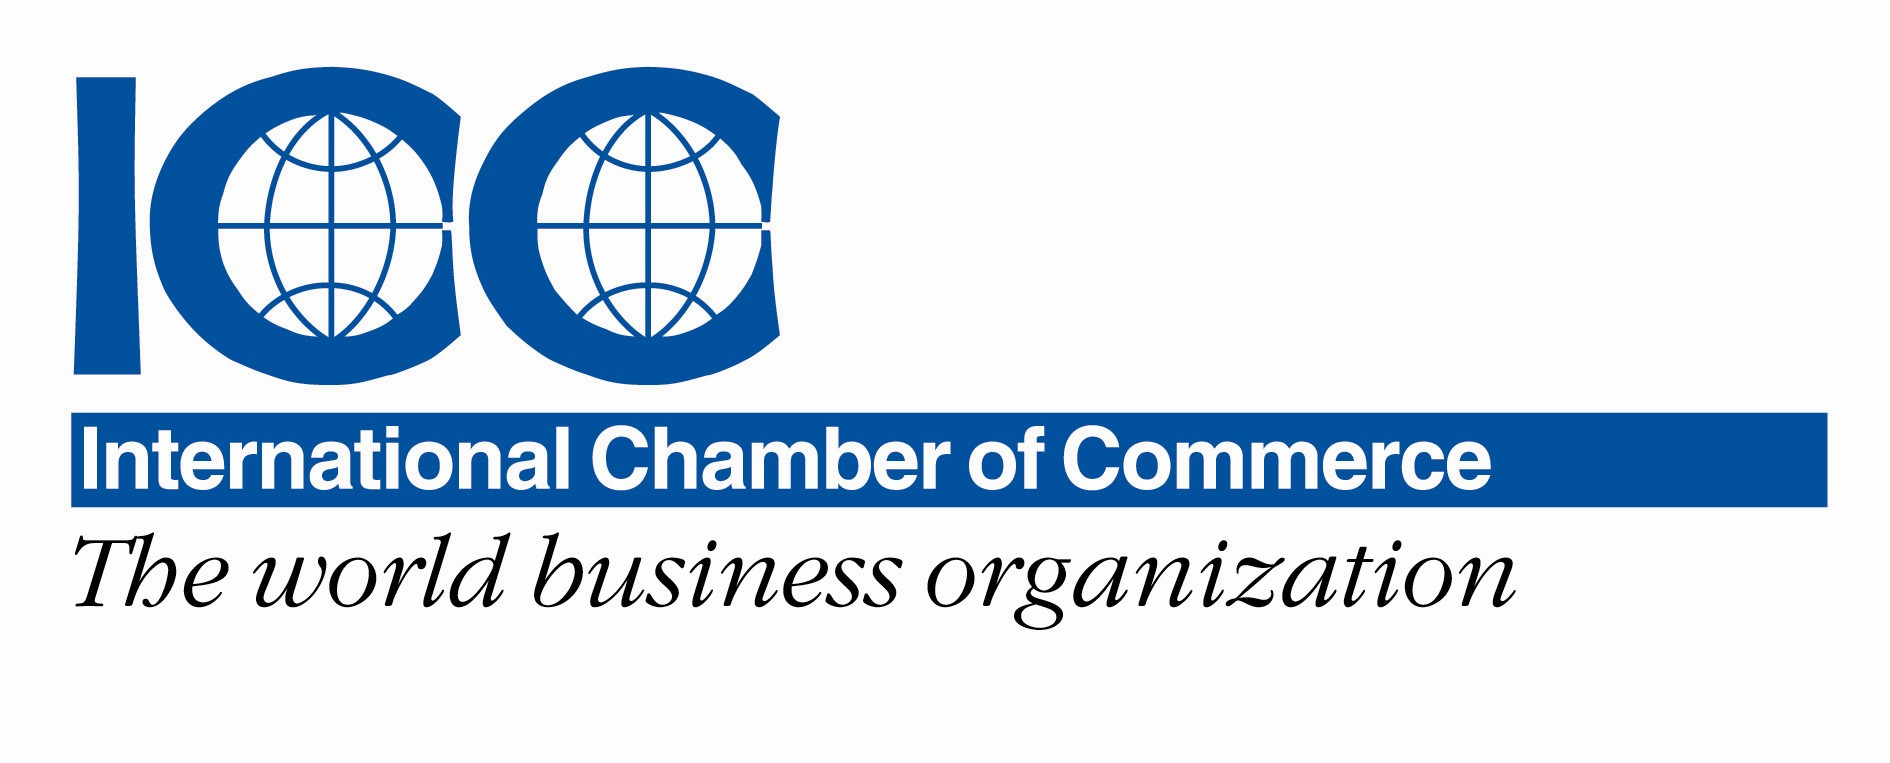 ICC
International Chamber of Commerce
The world business organization